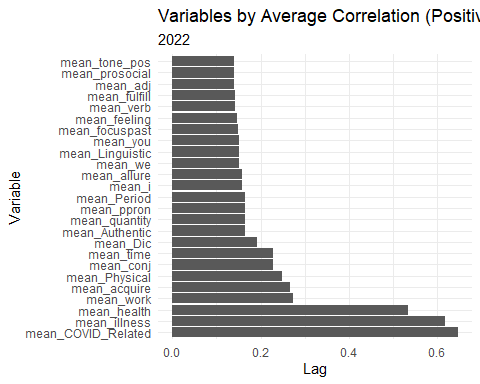 Variables by Average Correlation (Positiv
2022
mean_tone_pos
mean_prosocial
mean_adj
mean_fulfill
mean_verb
mean_feeling
mean_focuspast
mean_you
mean_Linguistic
mean_we
mean_allure
mean_i
mean_Period
mean_ppron
mean_quantity
mean_Authentic
mean_Dic
mean_time
mean_conj
mean_Physical
mean_acquire
mean_work
mean_health
mean_illness
mean_COVID_Related
Variable
0.0 0.2 0.4 0.6
Lag